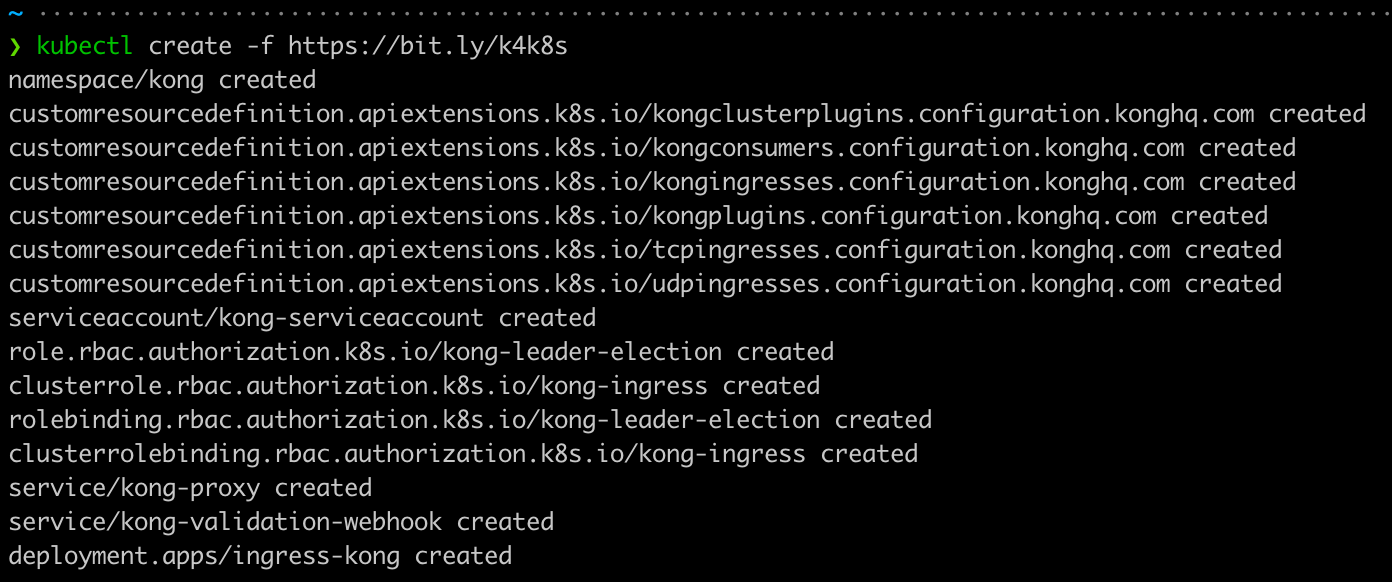 ~ ··································································································
❯ kubectl create -f https://bit.ly/k4k8s
namespace/kong created
customresourcedefinition.apiextensions.k8s.io/kongclusterplugins.configuration.konghq.com created
customresourcedefinition.apiextensions.k8s.io/kongconsumers.configuration.konghq.com created
customresourcedefinition.apiextensions.k8s.io/kongingresses.configuration.konghq.com created
customresourcedefinition.apiextensions.k8s.io/kongplugins.configuration.konghq.com created
customresourcedefinition.apiextensions.k8s.io/tcpingresses.configuration.konghq.com created
customresourcedefinition.apiextensions.k8s.io/udpingresses.configuration.konghq.com created
serviceaccount/kong-serviceaccount created
role.rbac.authorization.k8s.io/kong-leader-election created
clusterrole.rbac.authorization.k8s.io/kong-ingress created
rolebinding.rbac.authorization.k8s.io/kong-leader-election created
clusterrolebinding.rbac.authorization.k8s.io/kong-ingress created
service/kong-proxy created
service/kong-validation-webhook created
deployment.apps/ingress-kong created